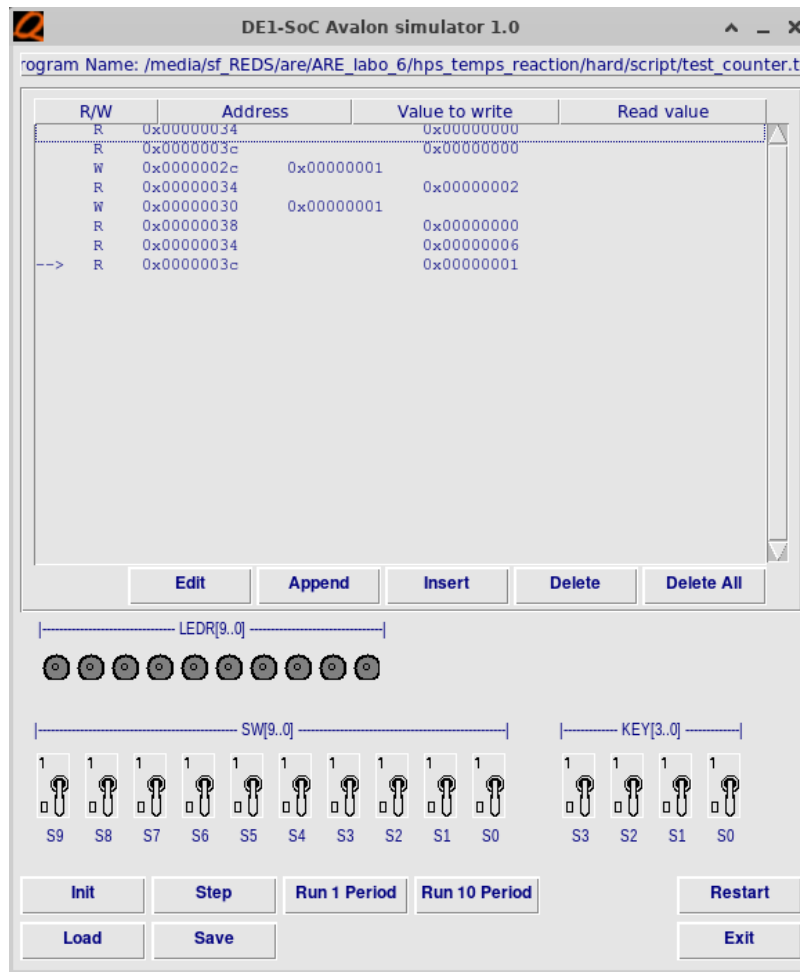 DE1-SoC Avalon simulator 1.0
rogram Name: /media/sf_REDS/are/ARE_labo_6/hps_temps_reaction/hard/script/test_counter.t
R/W Address Value to write Read value
R 0x00000034 0x00000000
R 0x0000003c 0x00000000
W 0x0000002c 0x00000001
R 0x00000034 0x00000002
W 0x00000030 0x00000001
R 0x00000038 0x00000000
R 0x00000034 0x00000006
--> R 0x0000003c 0x00000001
Edit Append Insert Delete Delete All
|---------- LEDR[9..0] ----------|
|---------- SW[9..0] ----------| |---------- KEY[3..0] ----------|
1 1 1 1 1 1 1 1 1 1 1 1 1 1
S9 S8 S7 S6 S5 S4 S3 S2 S1 S0 S3 S2 S1 S0
Init Step Run 1 Period Run 10 Period Restart
Load Save Exit